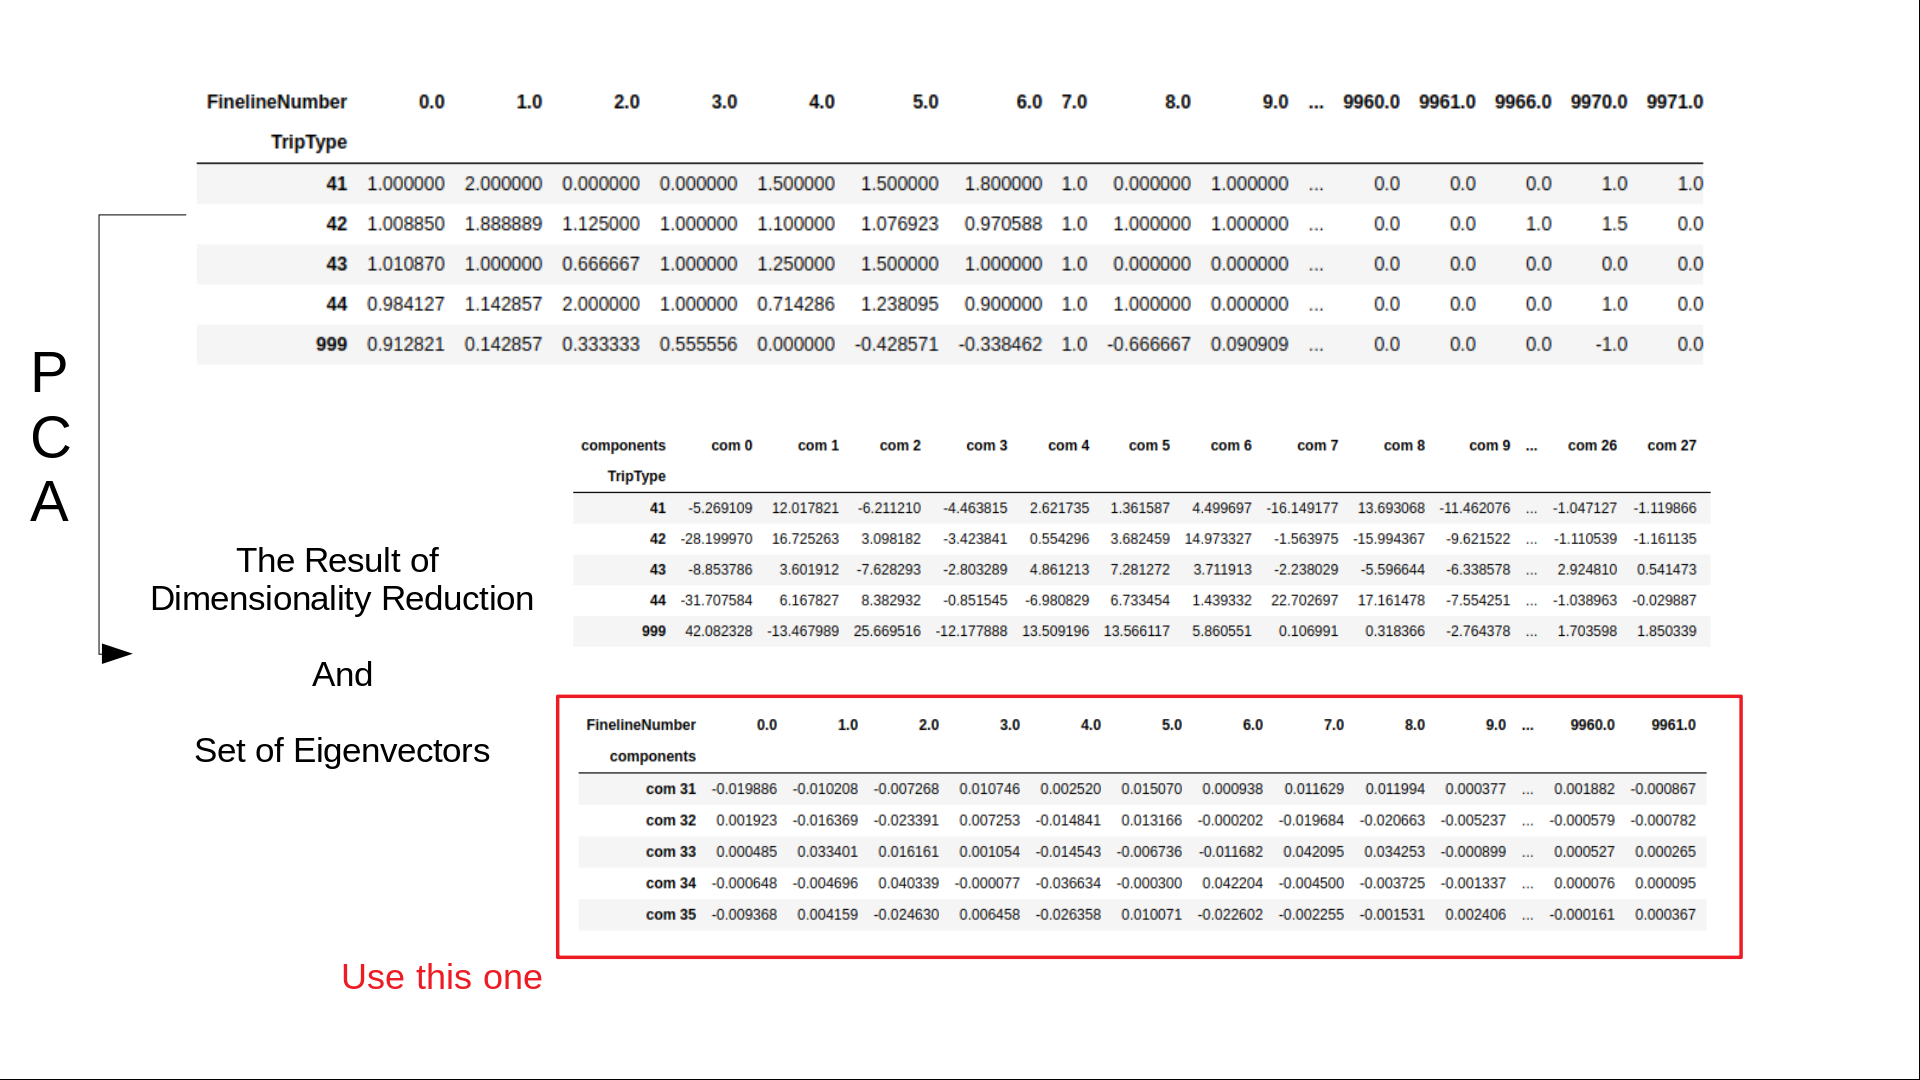 FinelineNumber 0.0 1.0 2.0 3.0 4.0 5.0 6.0 7.0 8.0 9.0 ... 9960.0 9961.0 9966.0 9970.0 9971.0
TripType
41 1.000000 2.000000 0.000000 0.000000 1.500000 1.500000 1.800000 1.0 0.000000 1.000000 ... 0.0 0.0 0.0 1.0 1.0
42 1.008850 1.888889 1.125000 1.000000 1.100000 1.076923 0.970588 1.0 1.000000 1.000000 ... 0.0 0.0 1.0 1.5 0.0
43 1.010870 1.000000 0.666667 1.000000 1.250000 1.500000 1.000000 1.0 0.000000 0.000000 ... 0.0 0.0 0.0 0.0 0.0
44 0.984127 1.142857 2.000000 1.000000 0.714286 1.238095 0.900000 1.0 1.000000 0.000000 ... 0.0 0.0 0.0 1.0 0.0
999 0.912821 0.142857 0.333333 0.555556 0.000000 -0.428571 -0.338462 1.0 -0.666667 0.090909 ... 0.0 0.0 0.0 -1.0 0.0
P
C
A
components com 0 com 1 com 2 com 3 com 4 com 5 com 6 com 7 com 8 com 9 ... com 26 com 27
TripType
41 -5.269109 12.017821 -6.211210 -4.463815 2.621735 1.361587 4.499697 -16.149177 13.693068 -11.462076 ... -1.047127 -1.119866
42 -28.199970 16.725263 3.098182 -3.423841 0.554296 3.682459 14.973327 -1.563975 -15.994367 -9.621522 ... -1.110539 -1.161135
43 -8.853786 3.601912 -7.628293 -2.803289 4.861213 7.281272 3.711913 -2.238029 -5.596644 -6.338578 ... 2.924810 0.541473
44 -31.707584 6.167827 8.382932 -0.851545 -6.980829 6.733454 1.439332 22.702697 17.161478 -7.554251 ... -1.038963 -0.029887
999 42.082328 -13.467989 25.669516 -12.177888 13.509196 13.566117 5.860551 0.106991 0.318366 -2.764378 ... 1.703598 1.850339
The Result of
Dimensionality Reduction
And
Set of Eigenvectors
FinelineNumber 0.0 1.0 2.0 3.0 4.0 5.0 6.0 7.0 8.0 9.0 ... 9960.0 9961.0
components
com 31 -0.019886 -0.010208 -0.007268 0.010746 0.002520 0.015070 0.000938 0.011629 0.011994 0.000377 ... 0.001882 -0.000867
com 32 0.001923 -0.016369 -0.023391 0.007253 -0.014841 0.013166 -0.000202 -0.019684 -0.020663 -0.005237 ... -0.000579 -0.000782
com 33 0.000485 0.033401 0.016161 0.001054 -0.014543 -0.006736 -0.011682 0.042095 0.034253 -0.000899 ... 0.000527 0.000265
com 34 -0.000648 -0.004696 0.040339 -0.000077 -0.036634 -0.000300 0.042204 -0.004500 -0.003725 -0.001337 ... 0.000076 0.000095
com 35 -0.009368 0.004159 -0.024630 0.006458 -0.026358 0.010071 -0.022602 -0.002255 -0.001531 0.002406 ... -0.000161 0.000367
Use this one